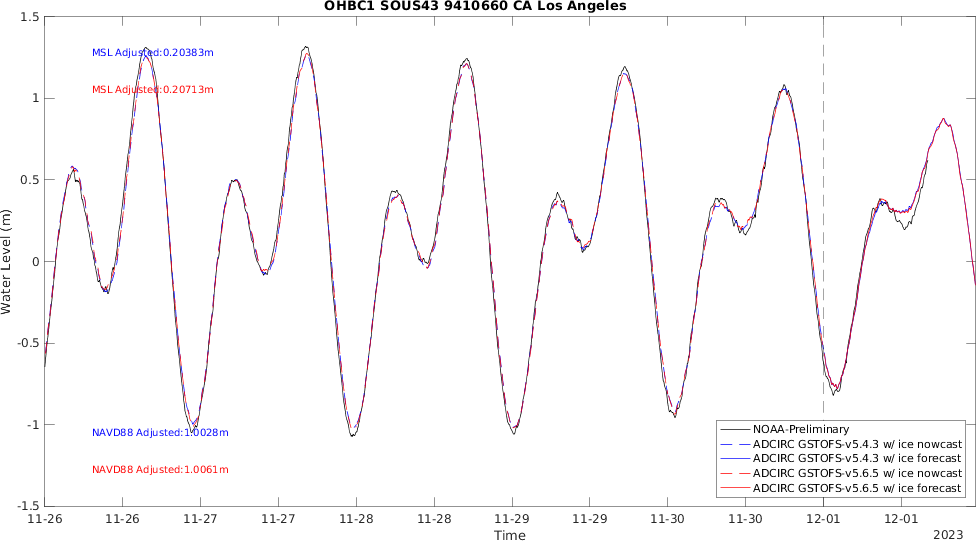 OHBC1 SOUS43 9410660 CA Los Angeles
1.5
1
0.5
0
-0.5
-1
-1.5
Water Level (m)
MSL Adjusted:0.20383m
MSL Adjusted:0.20713m
NAVD88 Adjusted:1.0028m
NAVD88 Adjusted:1.0061m
NOAA-Preliminary
ADCIRC GSTOFS-v5.4.3 w/ ice nowcast
ADCIRC GSTOFS-v5.4.3 w/ ice forecast
ADCIRC GSTOFS-v5.6.5 w/ ice nowcast
ADCIRC GSTOFS-v5.6.5 w/ ice forecast
11-26 11-26 11-27 11-27 11-28 11-28 11-29 11-29 11-30 11-30 12-01 12-01
Time
2023